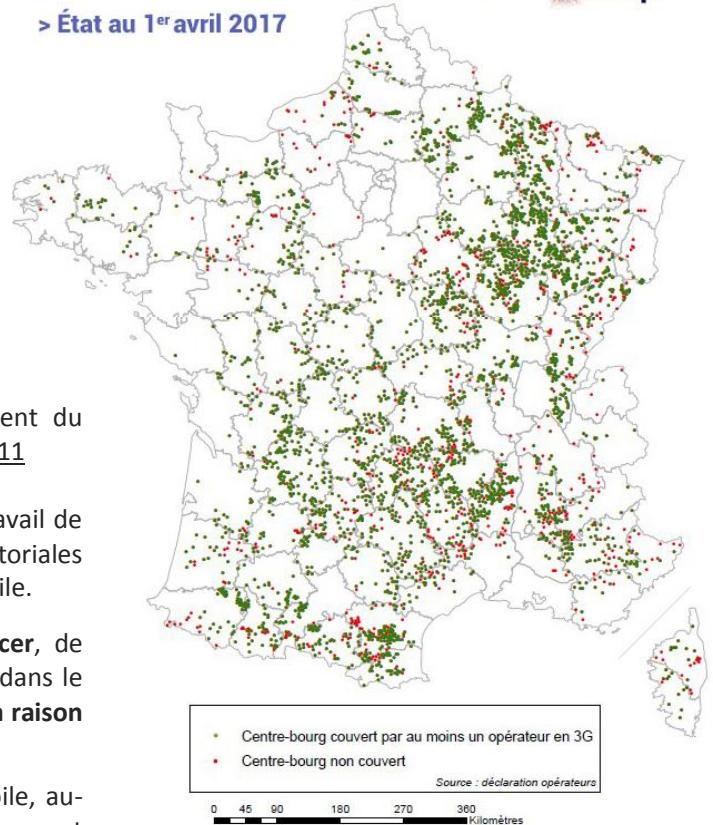 > État au 1er avril 2017
ent du
11
avail de
toriales
ile.
cer, de
dans le
n raison
bile, au-
Centre-bourg couvert par au moins un opérateur en 3G
Centre-bourg non couvert
Source : déclaration opérateurs
0 45 90 180 270 360
Kilomètres